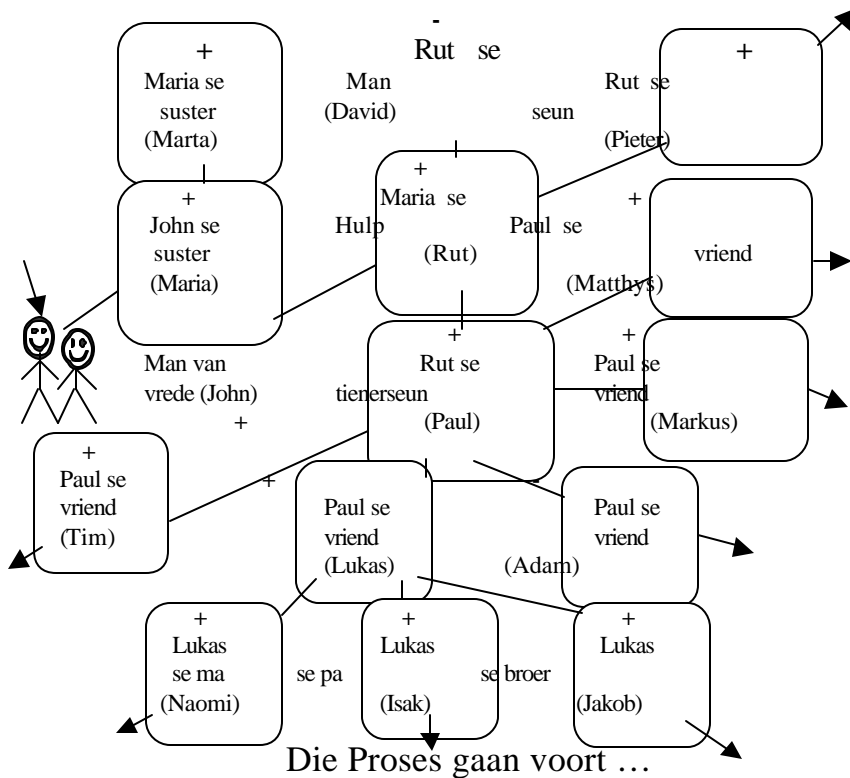 -
+ Rut se +
Maria se Man Rut se
suster (David) seun
(Marta) (Pieter)
+
+ Maria se +
John se Hulp Paul se
suster (Rut) vriend
(Maria) (Matthys)
+ +
Man van Rut se Paul se
vrede (John) tienerseun vriend
+ (Paul) (Markus)
+
Paul se +
vriend Paul se Paul se
(Tim) vriend vriend
(Lukas) (Adam)
+ + +
Lukas Lukas Lukas
se ma se pa se broer
(Naomi) (Isak) (Jakob)
Die Proses gaan voort …